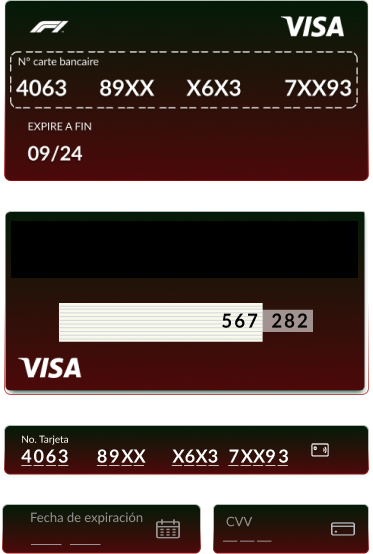 F1
VISA
N° carte bancaire
4063 89XX X6X3 7XX93
EXPIRE A FIN
09/24
567 282
VISA
No. Tarjeta
4063 89XX X6X3 7XX93
Fecha de expiración
CVV